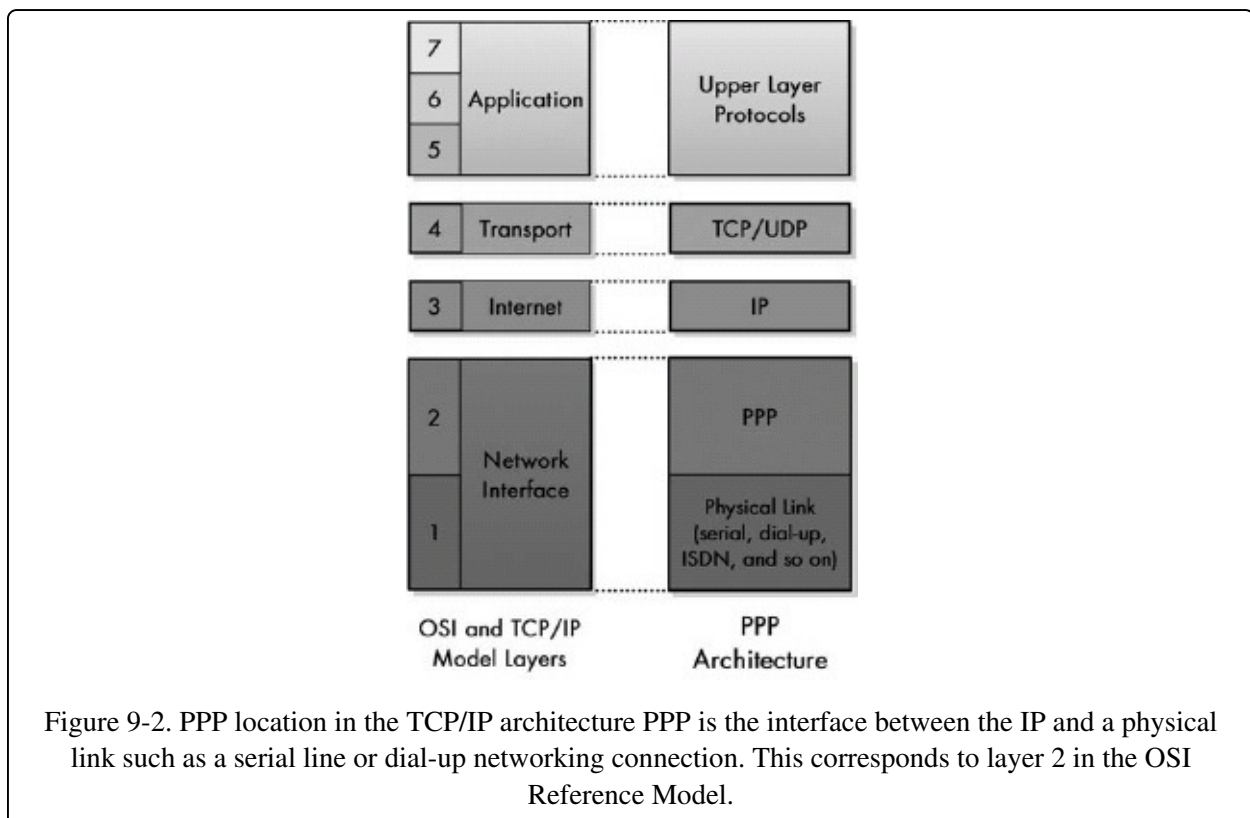 7
6
5
Application
Upper Layer
Protocols
4
Transport
TCP/UDP
3
Internet
IP
2
1
Network
Interface
PPP
Physical Link
(serial, dial-up,
ISDN, and so on)
OSI and TCP/IP
Model Layers
PPP
Architecture
Figure 9-2. PPP location in the TCP/IP architecture PPP is the interface between the IP and a physical
link such as a serial line or dial-up networking connection. This corresponds to layer 2 in the OSI
Reference Model.